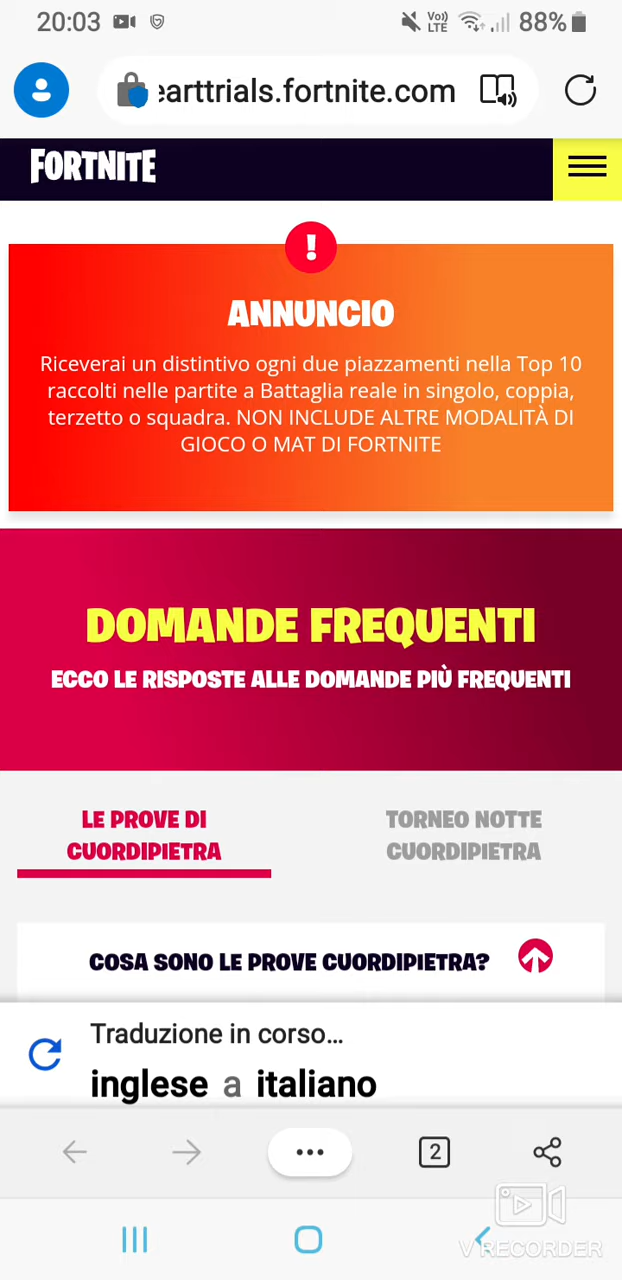 20:03
Vo))
LTE
88%
earttrials.fortnite.com
FORTNITE
!
ANNUNCIO
Riceverai un distintivo ogni due piazzamenti nella Top 10
raccolti nelle partite a Battaglia reale in singolo, coppia,
terzetto o squadra. NON INCLUDE ALTRE MODALITÀ DI
GIOCO O MAT DI FORTNITE
DOMANDE FREQUENTI
ECCO LE RISPOSTE ALLE DOMANDE PIÙ FREQUENTI
LE PROVE DI
CUORDIPIETRA
TORNEO NOTTE
CUORDIPIETRA
COSA SONO LE PROVE CUORDIPIETRA?
Traduzione in corso...
inglese a italiano
2
V RECORDER